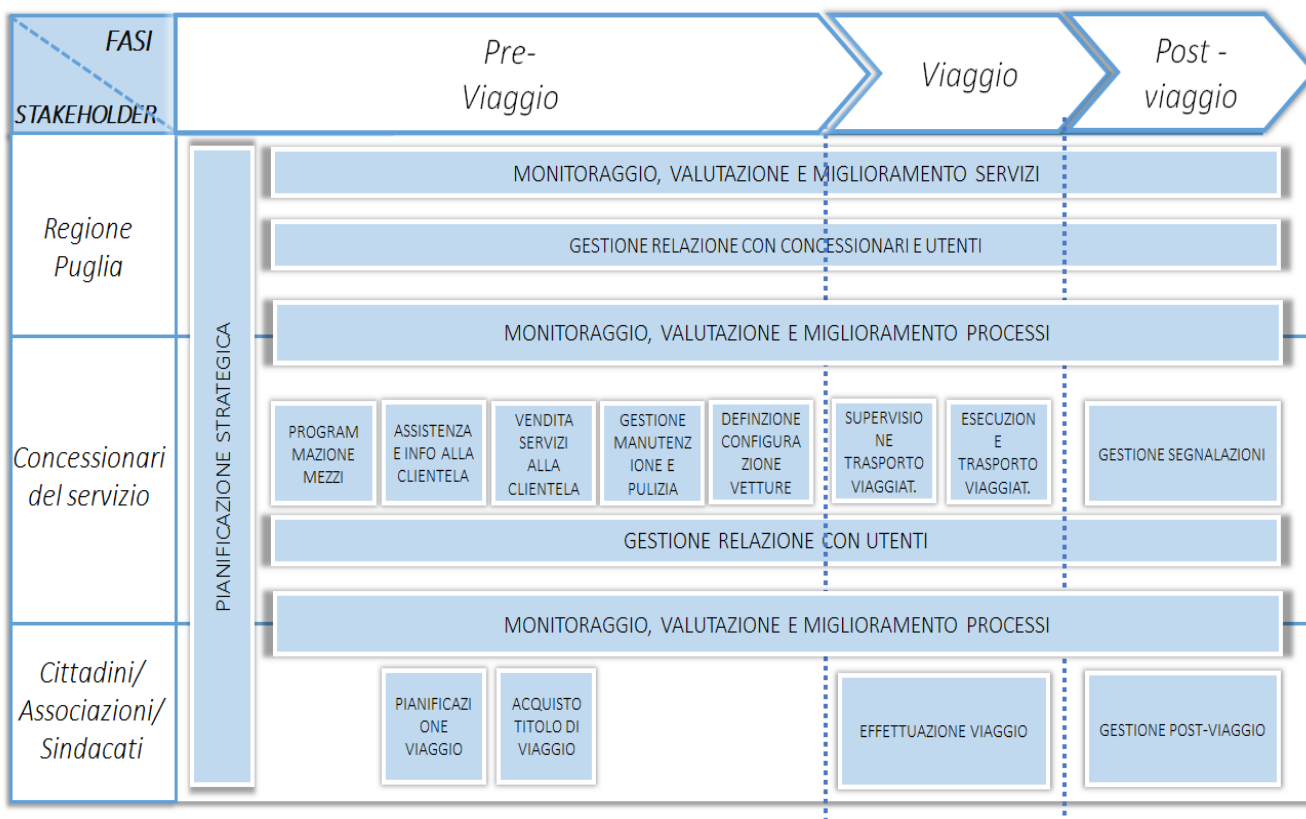 FASI
STAKEHOLDER
Pre-
Viaggio
Viaggio
Post -
viaggio
Regione
Puglia
PIANIFICAZIONE STRATEGICA
MONITORAGGIO, VALUTAZIONE E MIGLIORAMENTO SERVIZI
GESTIONE RELAZIONE CON CONCESSIONARI E UTENTI
MONITORAGGIO, VALUTAZIONE E MIGLIORAMENTO PROCESSI
Concessionari
del servizio
PROGRAM
MAZIONE
MEZZI
ASSISTENZA
E INFO ALLA
CLIENTELA
VENDITA
SERVIZI
ALLA
CLIENTELA
GESTIONE
MANUTENZ
IONE E
PULIZIA
DEFINZIONE
CONFIGURA
ZIONE
VETTURE
SUPERVISIO
NE
TRASPORTO
VIAGGIAT.
ESECUZION
E
TRASPORTO
VIAGGIAT.
GESTIONE SEGNALAZIONI
GESTIONE RELAZIONE CON UTENTI
MONITORAGGIO, VALUTAZIONE E MIGLIORAMENTO PROCESSI
Cittadini/
Associazioni/
Sindacati
PIANIFICAZI
ONE
VIAGGIO
ACQUISTO
TITOLO DI
VIAGGIO
EFFETTUAZIONE VIAGGIO
GESTIONE POST-VIAGGIO